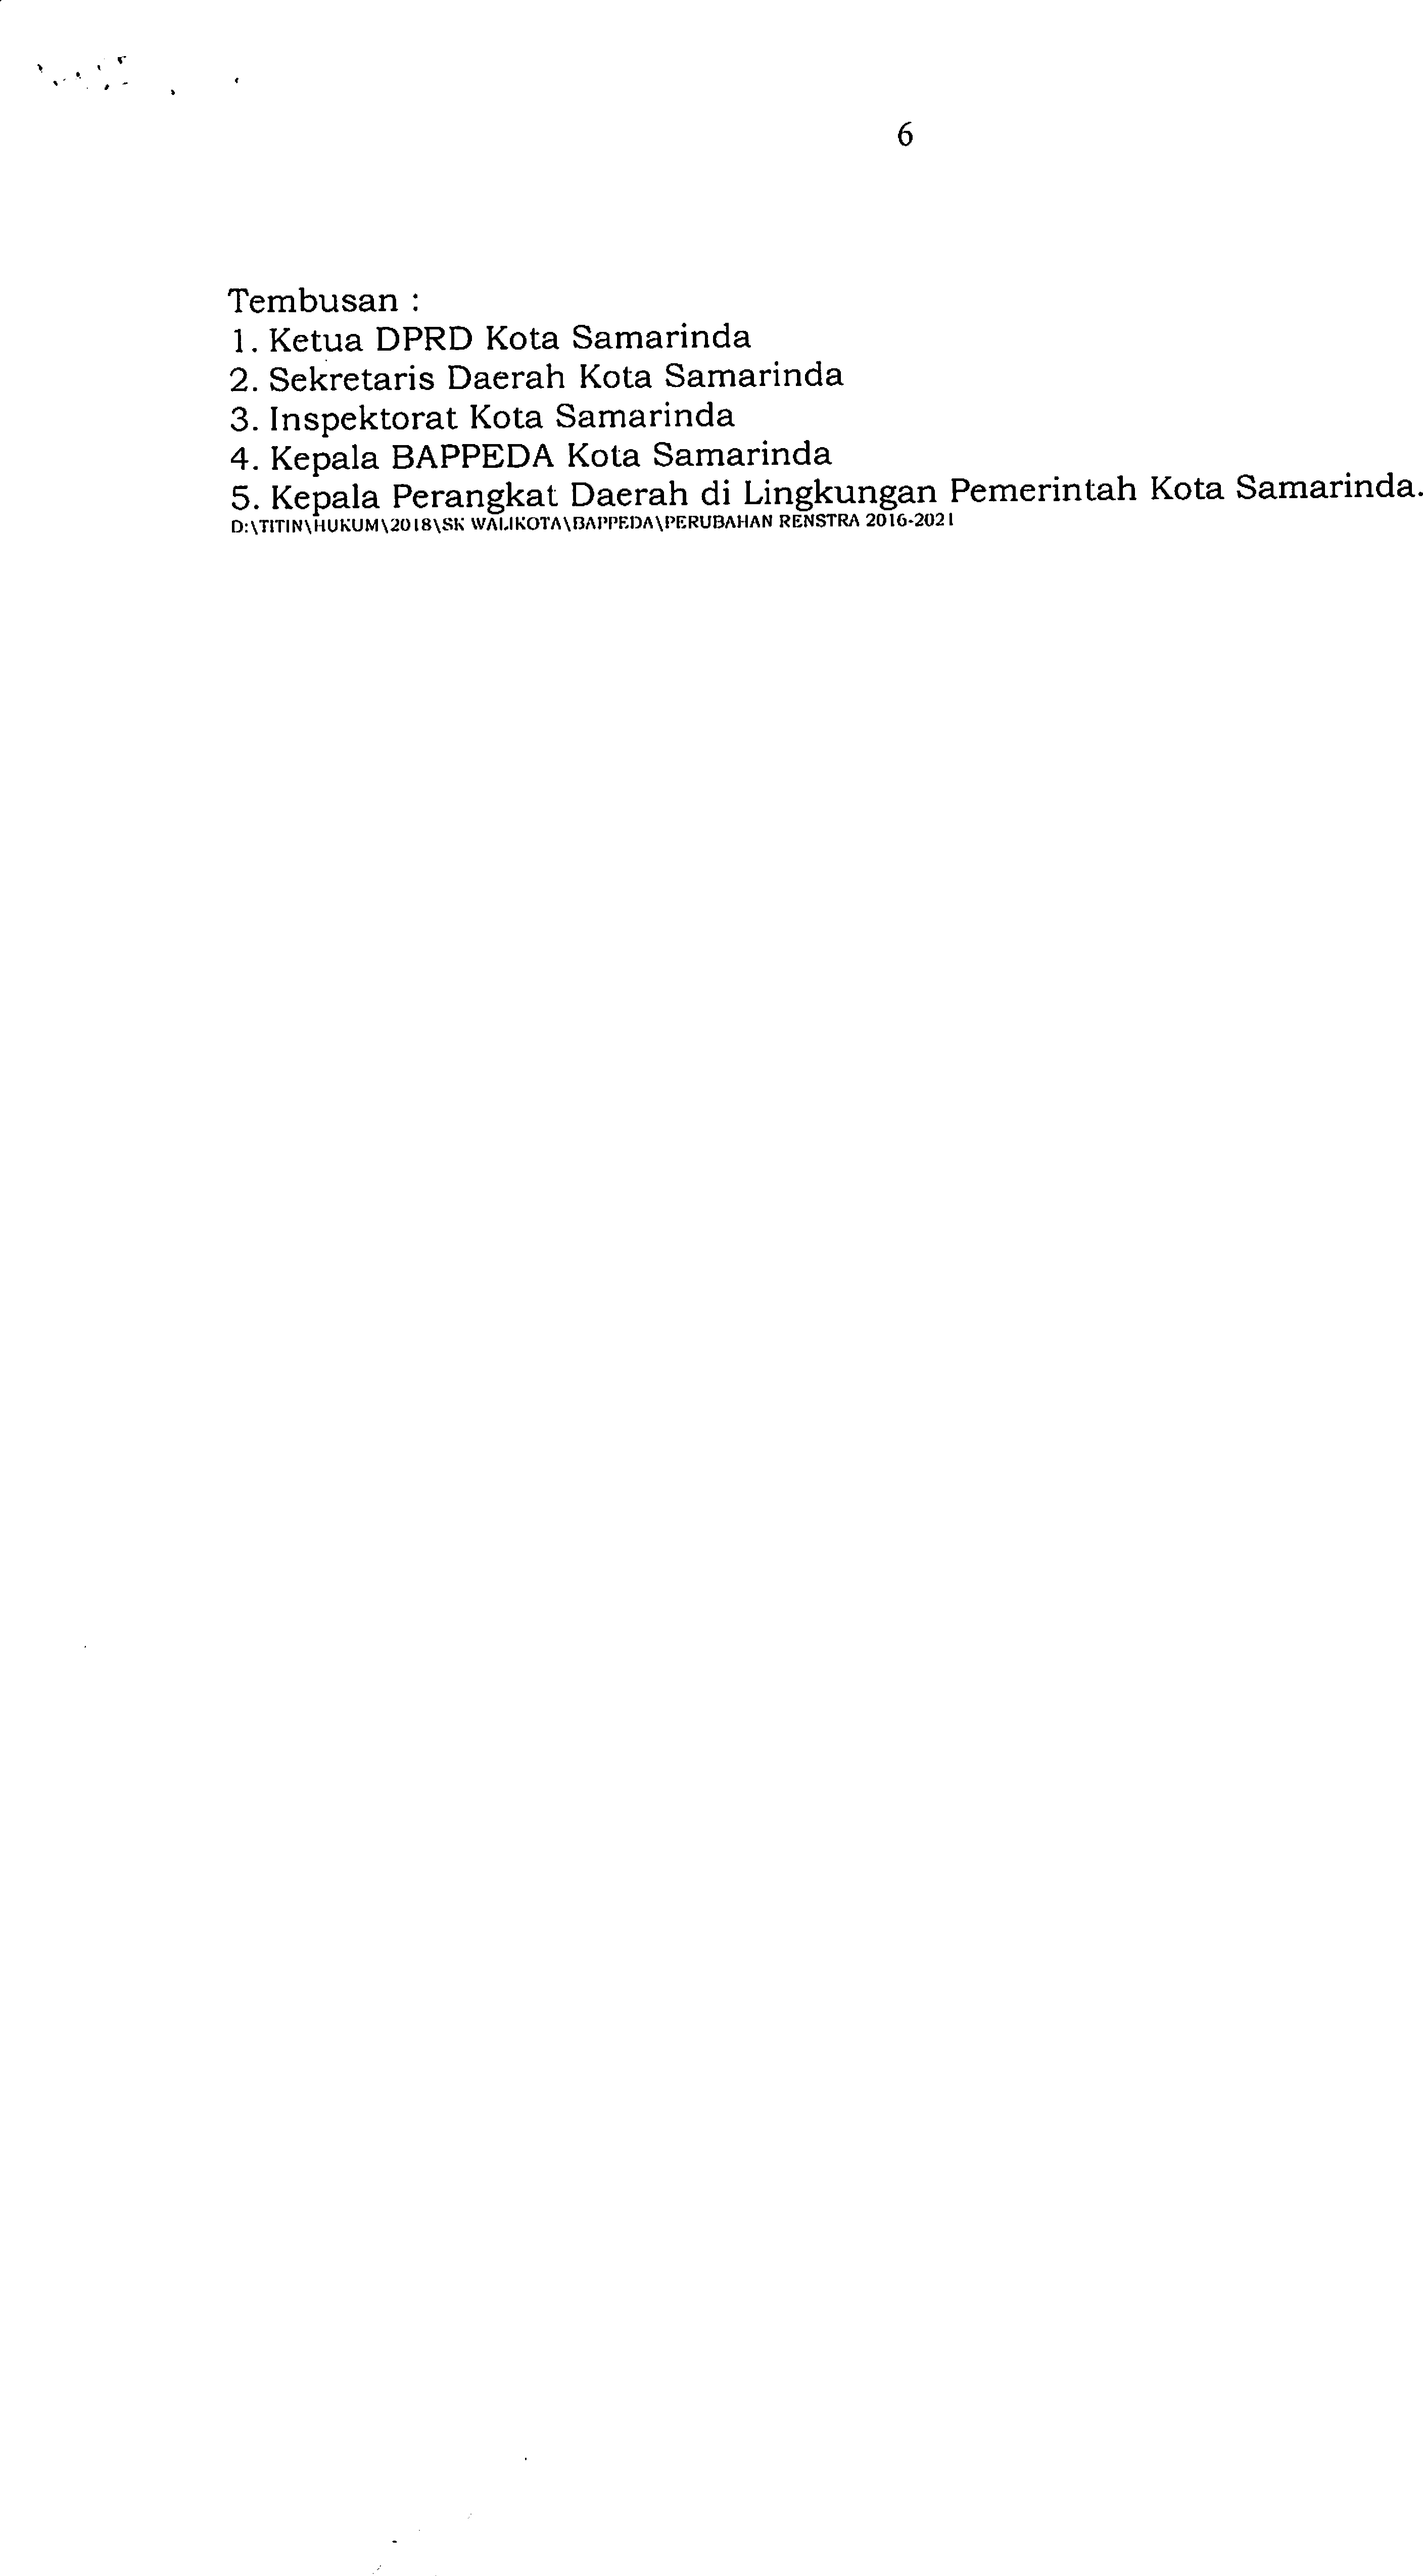 6
Tembusan :
1. Ketua DPRD Kota Samarinda
2. Sekretaris Daerah Kota Samarinda
3. Inspektorat Kota Samarinda
4. Kepala BAPPEDA Kota Samarinda
5. Kepala Perangkat Daerah di Lingkungan Pemerintah Kota Samarinda.
D:\TITIN\HUKUM\2018\SK WALIKOTA\BAPPEDA\PERUBAHAN RENSTRA 2016-2021